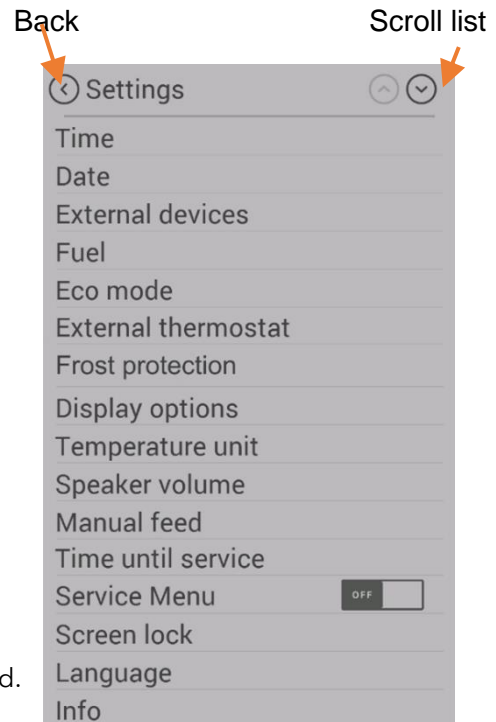 Back Scroll list
Settings
Time
Date
External devices
Fuel
Eco mode
External thermostat
Frost protection
Display options
Temperature unit
Speaker volume
Manual feed
Time until service
Service Menu OFF
Screen lock
d. Language
Info